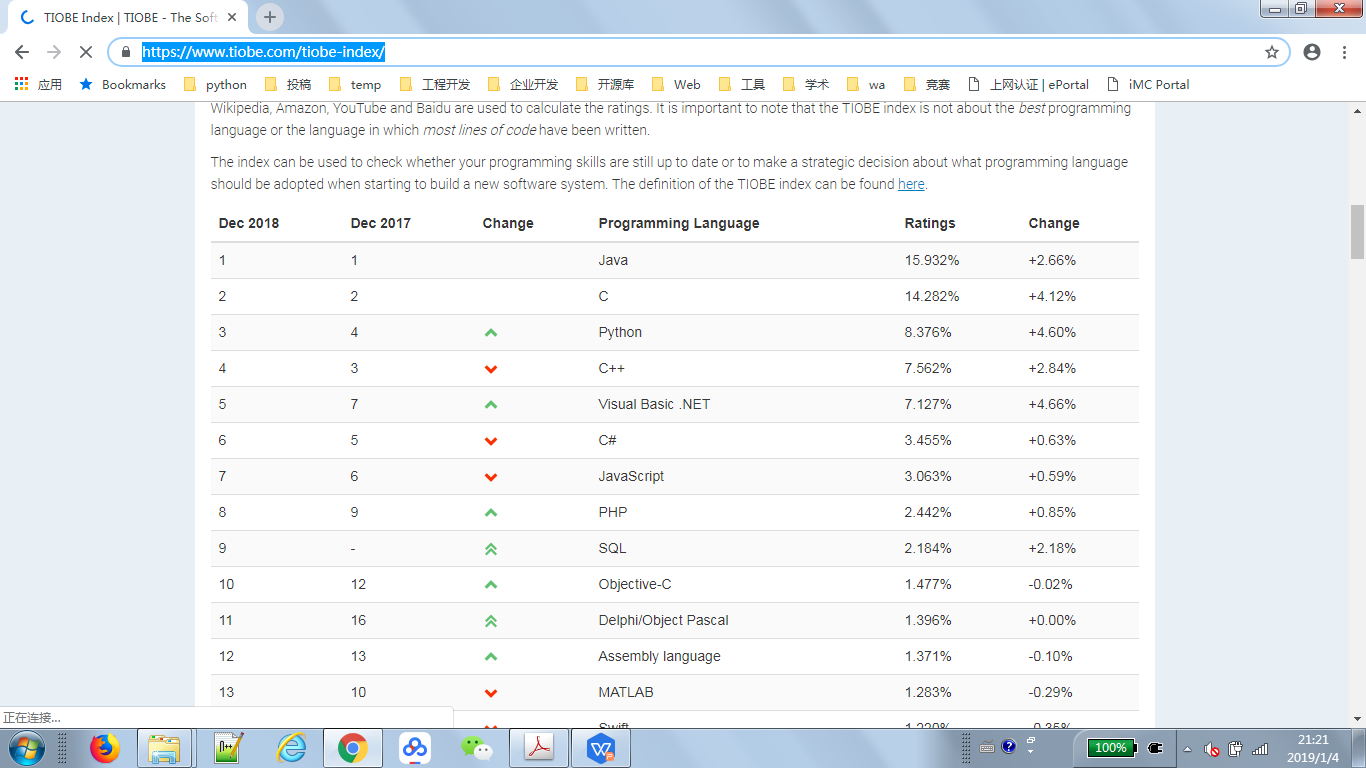 TIOBE Index | TIOBE - The Soft
https://www.tiobe.com/tiobe-index/
应用 Bookmarks python 投稿 temp 工程开发 企业开发 开源库 Web 工具 学术 wa 竞赛 上网认证 | ePortal iMC Portal
Wikipedia, Amazon, YouTube and Baidu are used to calculate the ratings. It is important to note that the TIOBE index is not about the best programming
language or the language in which most lines of code have been written.
The index can be used to check whether your programming skills are still up to date or to make a strategic decision about what programming language
should be adopted when starting to build a new software system. The definition of the TIOBE index can be found here.
Dec 2018 Dec 2017 Change Programming Language Ratings Change
1 1 Java 15.932% +2.66%
2 2 C 14.282% +4.12%
3 4 Python 8.376% +4.60%
4 3 C++ 7.562% +2.84%
5 7 Visual Basic .NET 7.127% +4.66%
6 5 C# 3.455% +0.63%
7 6 JavaScript 3.063% +0.59%
8 9 PHP 2.442% +0.85%
9 - SQL 2.184% +2.18%
10 12 Objective-C 1.477% -0.02%
11 16 Delphi/Object Pascal 1.396% +0.00%
12 13 Assembly language 1.371% -0.10%
13 10 MATLAB 1.283% -0.29%
Swift
正在连接...
100%
21:21
2019/1/4